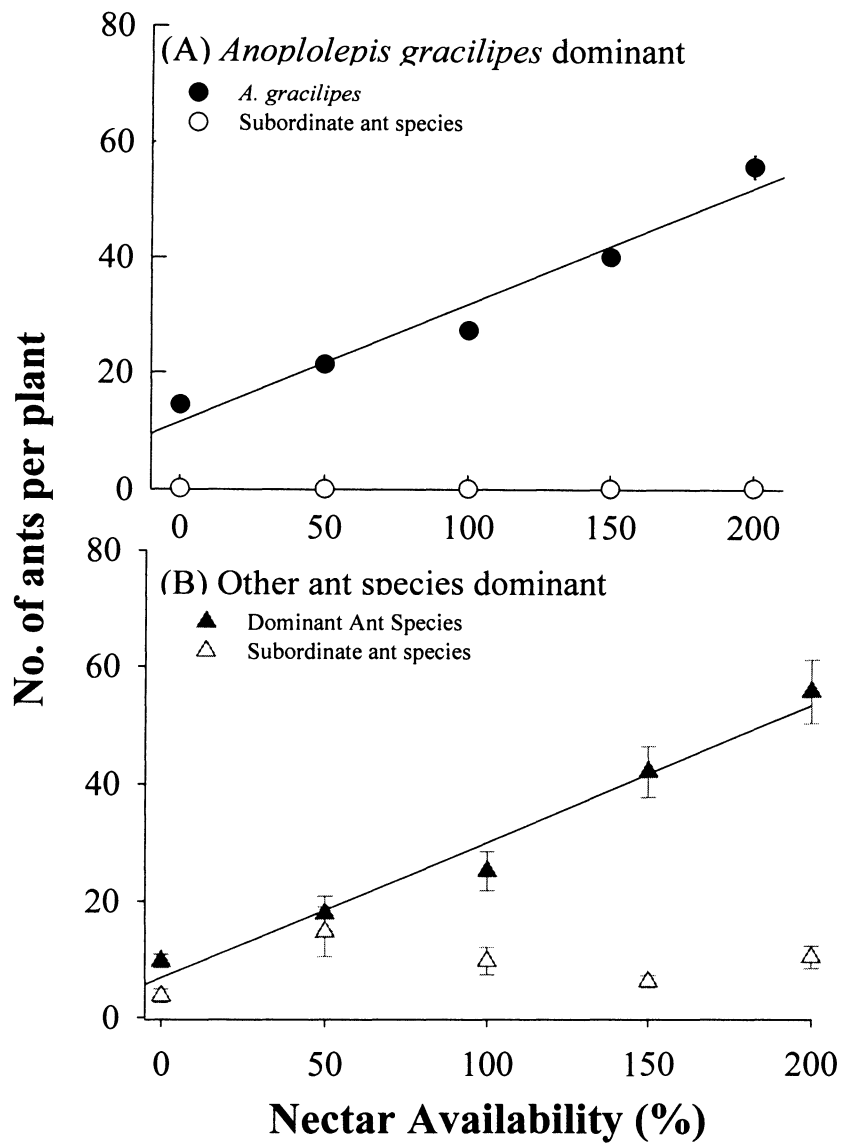 80
(A) Anoplolepis gracilipes dominant
A. gracilipes
Subordinate ant species
60
40
20
0
0 50 100 150 200
No. of ants per plant
80
(B) Other ant species dominant
Dominant Ant Species
Subordinate ant species
60
40
20
0
0 50 100 150 200
Nectar Availability (%)